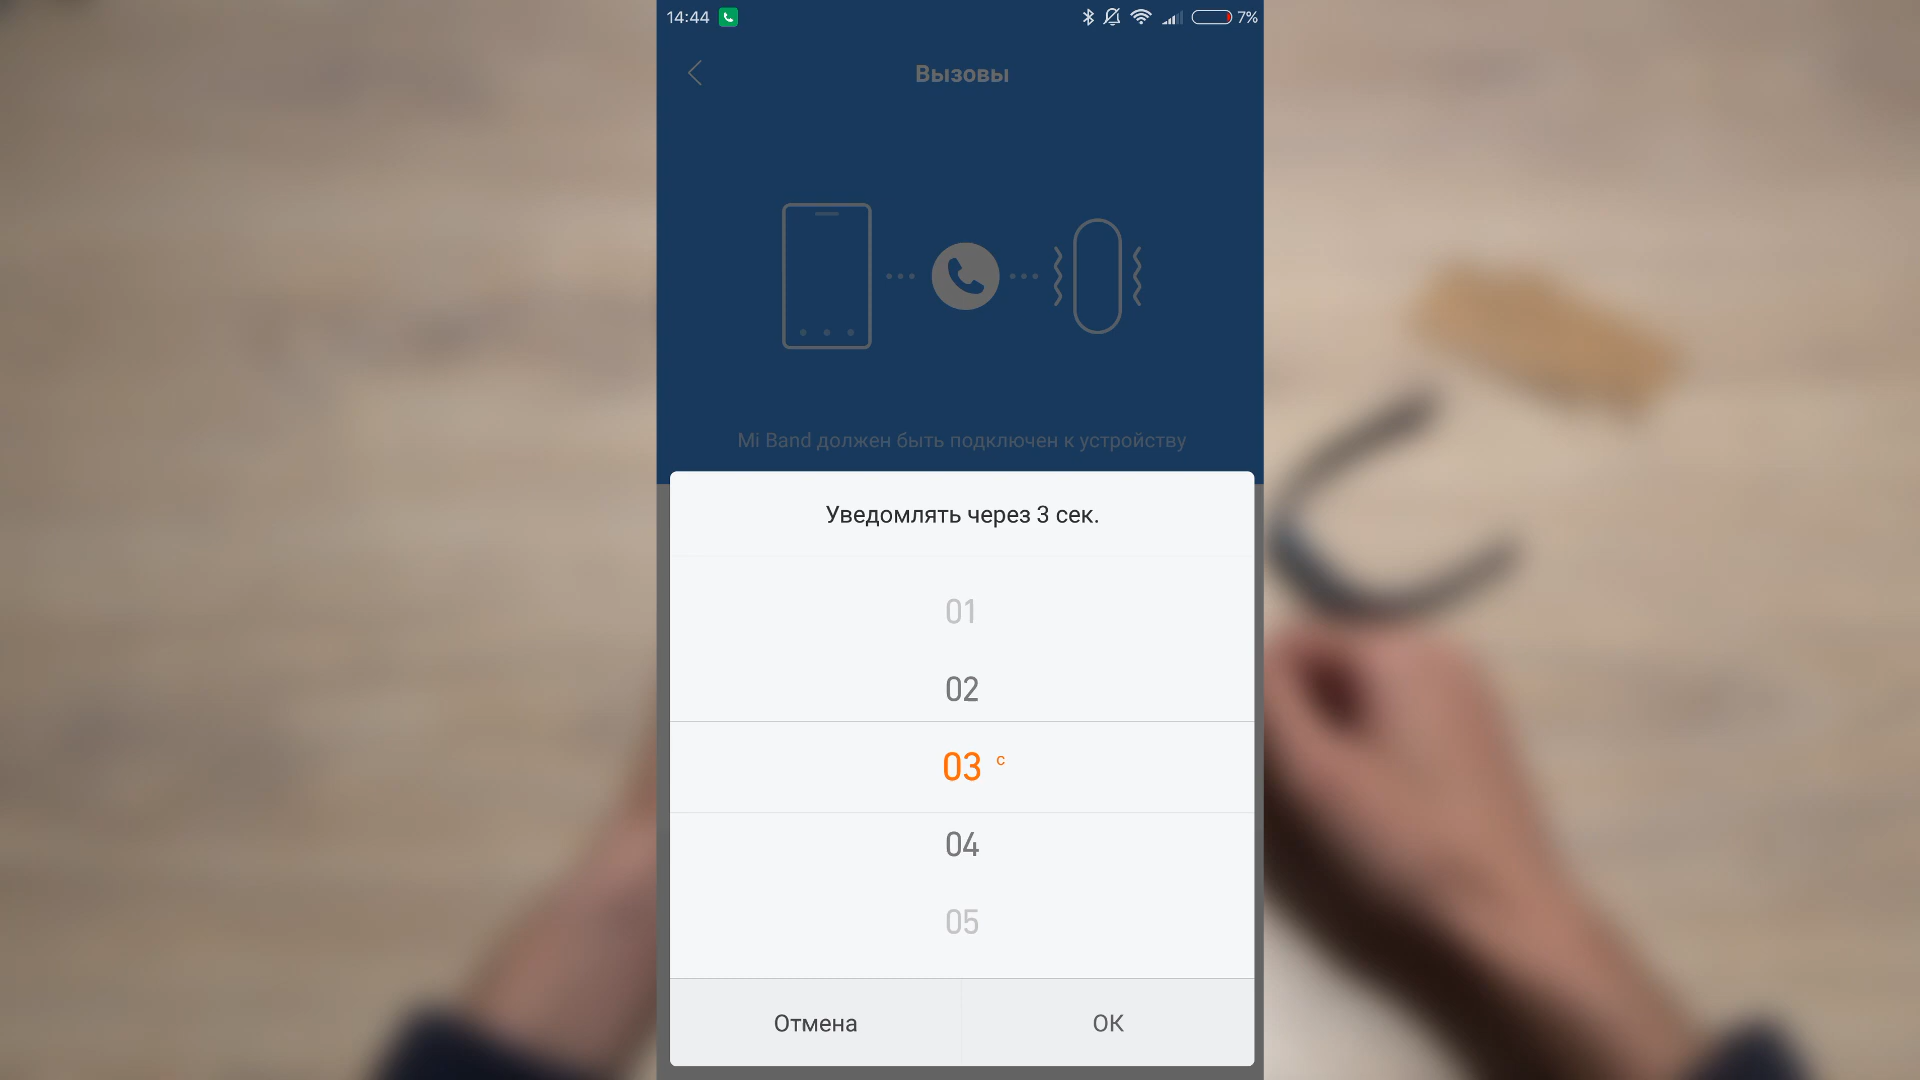 14:44
7%
Вызовы
Mi Band должен быть подключен к устройству
Уведомлять через 3 сек.
01
02
03 с
04
05
Отмена
ОК